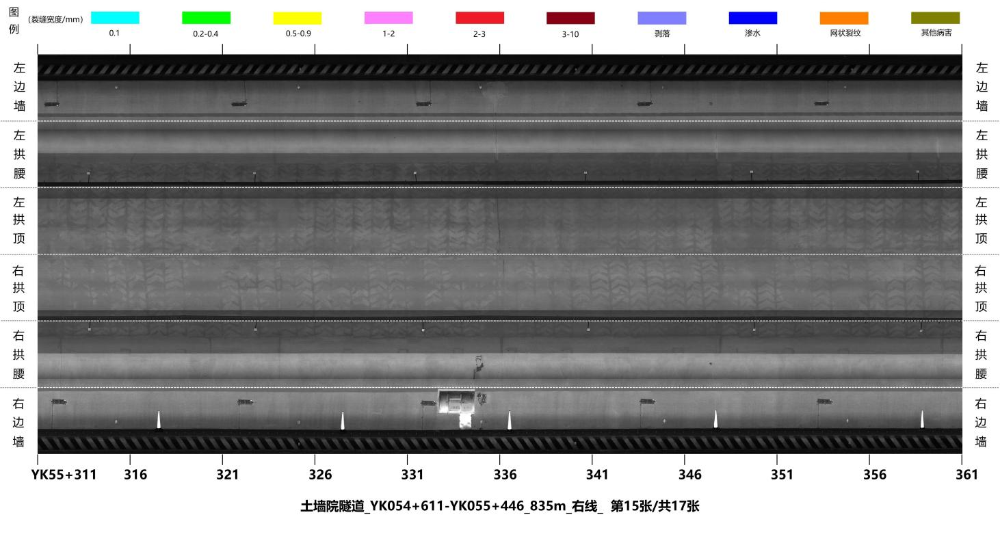 图例
(裂缝宽度/mm)
0.1 0.2-0.4 0.5-0.9 1-2 2-3 3-10 剥落 渗水 网状裂纹 其他病害
左边墙 左边墙
左拱腰 左拱腰
左拱顶 左拱顶
右拱顶 右拱顶
右拱腰 右拱腰
右边墙 右边墙
YK55+311 316 321 326 331 336 341 346 351 356 361
土墙院隧道_YK054+611-YK055+446_835m_右线_ 第15张/共17张